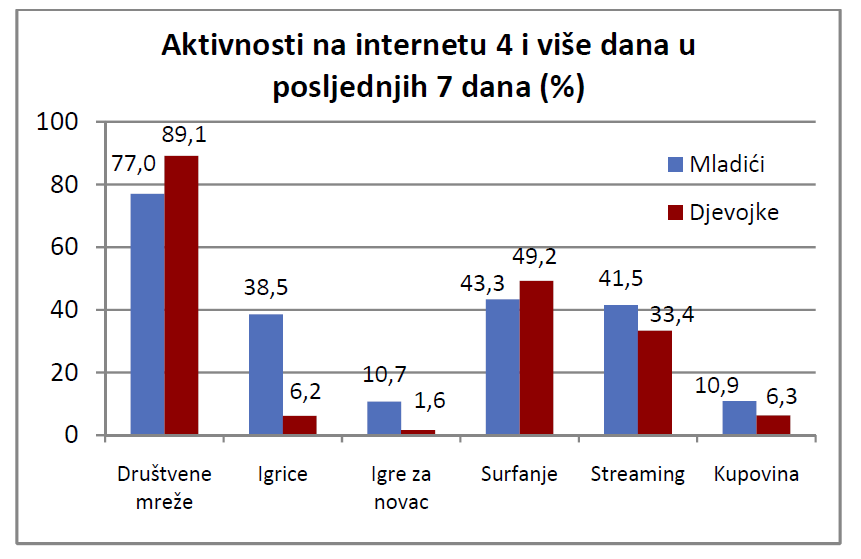 Aktivnosti na internetu 4 i više dana u
posljednjih 7 dana (%)
100
80
60
40
20
0
77,0
89,1
38,5
6,2
10,7
1,6
43,3
49,2
41,5
33,4
10,9
6,3
Mladići
Djevojke
Društvene
mreže
Igrice
Igre za
novac
Surfanje
Streaming
Kupovina